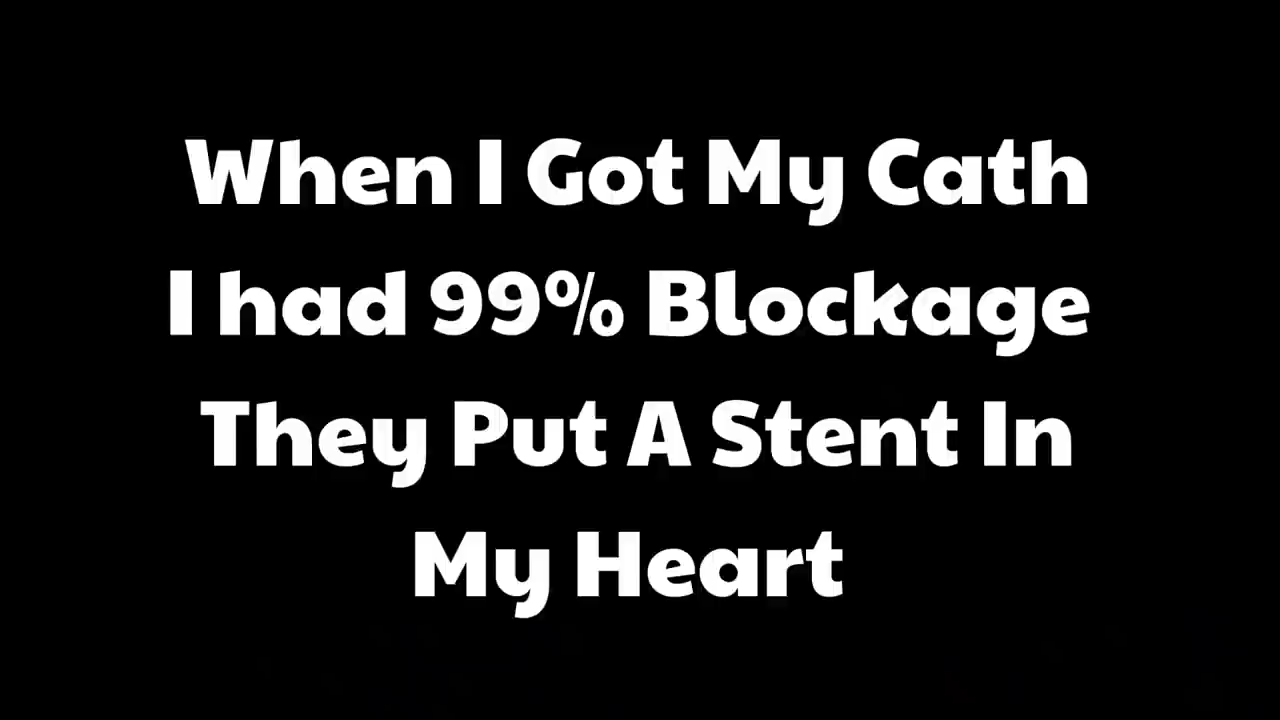 When I Got My Cath
I had 99% Blockage
They Put A Stent In
My Heart